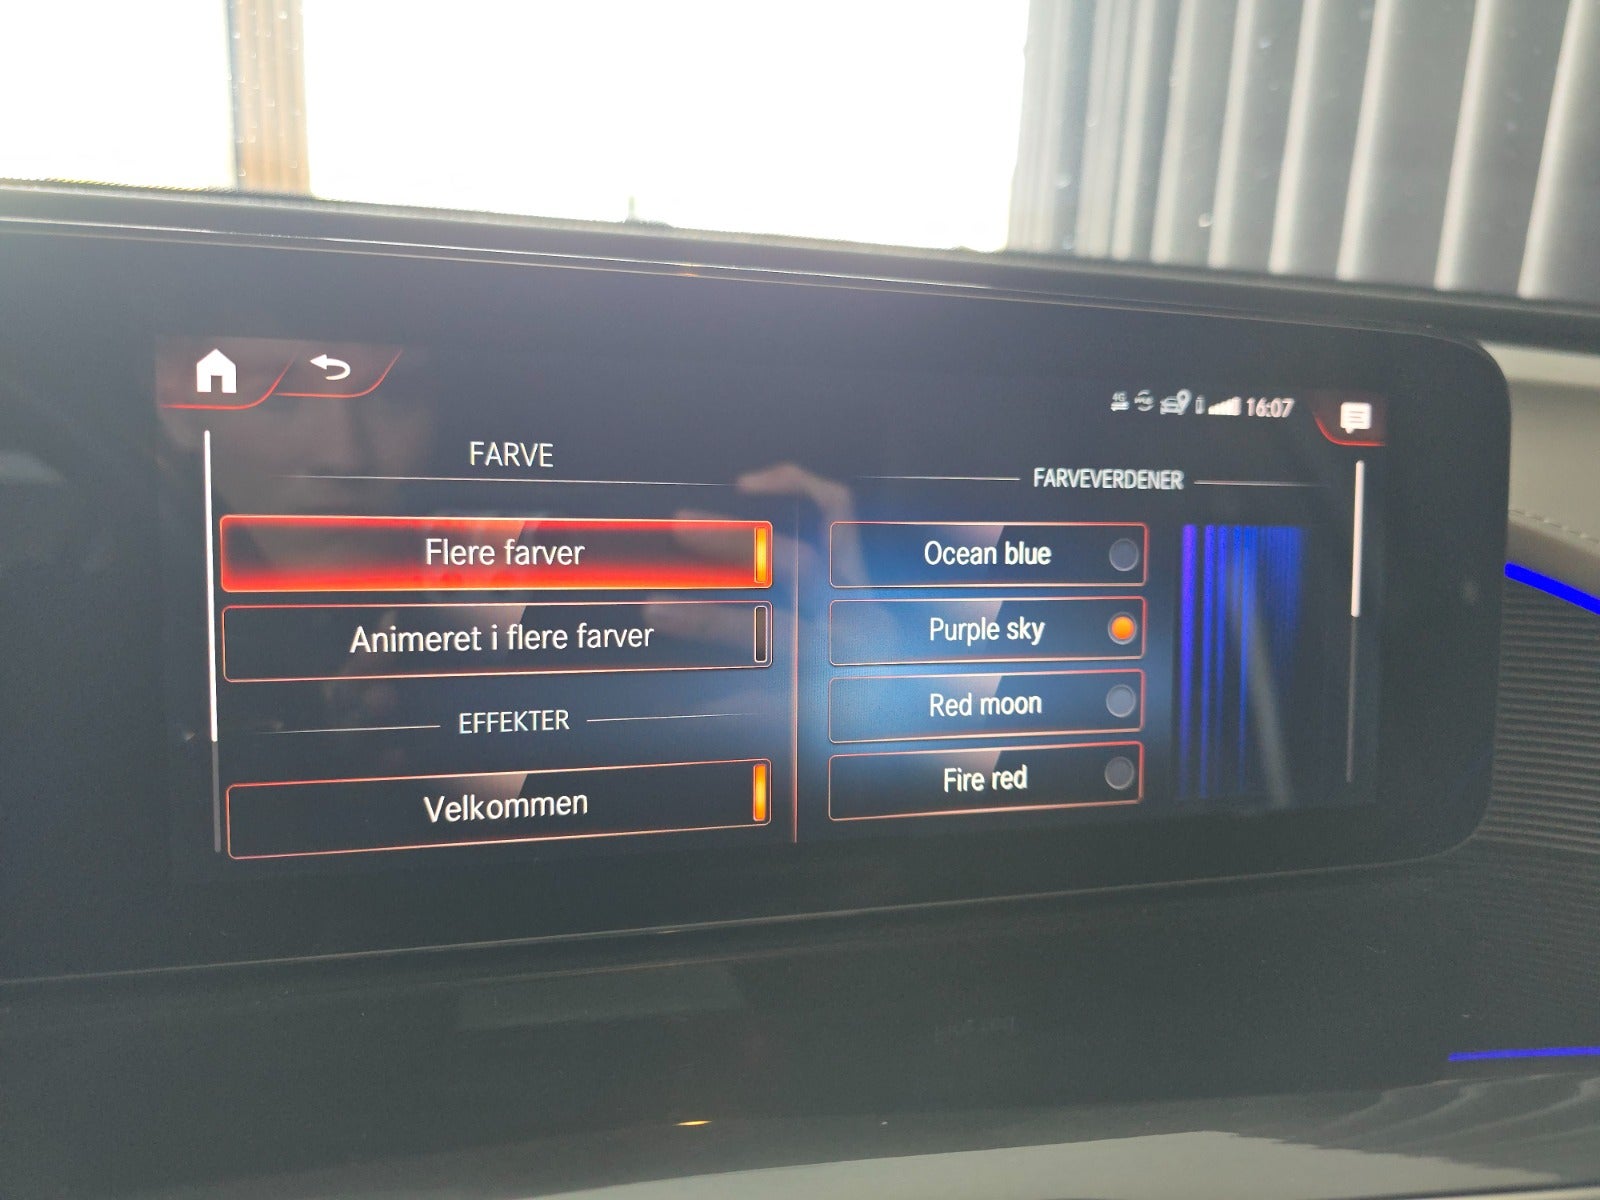 16:07
FARVE
Flere farver
Animeret i flere farver
EFFEKTER
Velkommen
FARVEVERDENER
Ocean blue
Purple sky
Red moon
Fire red